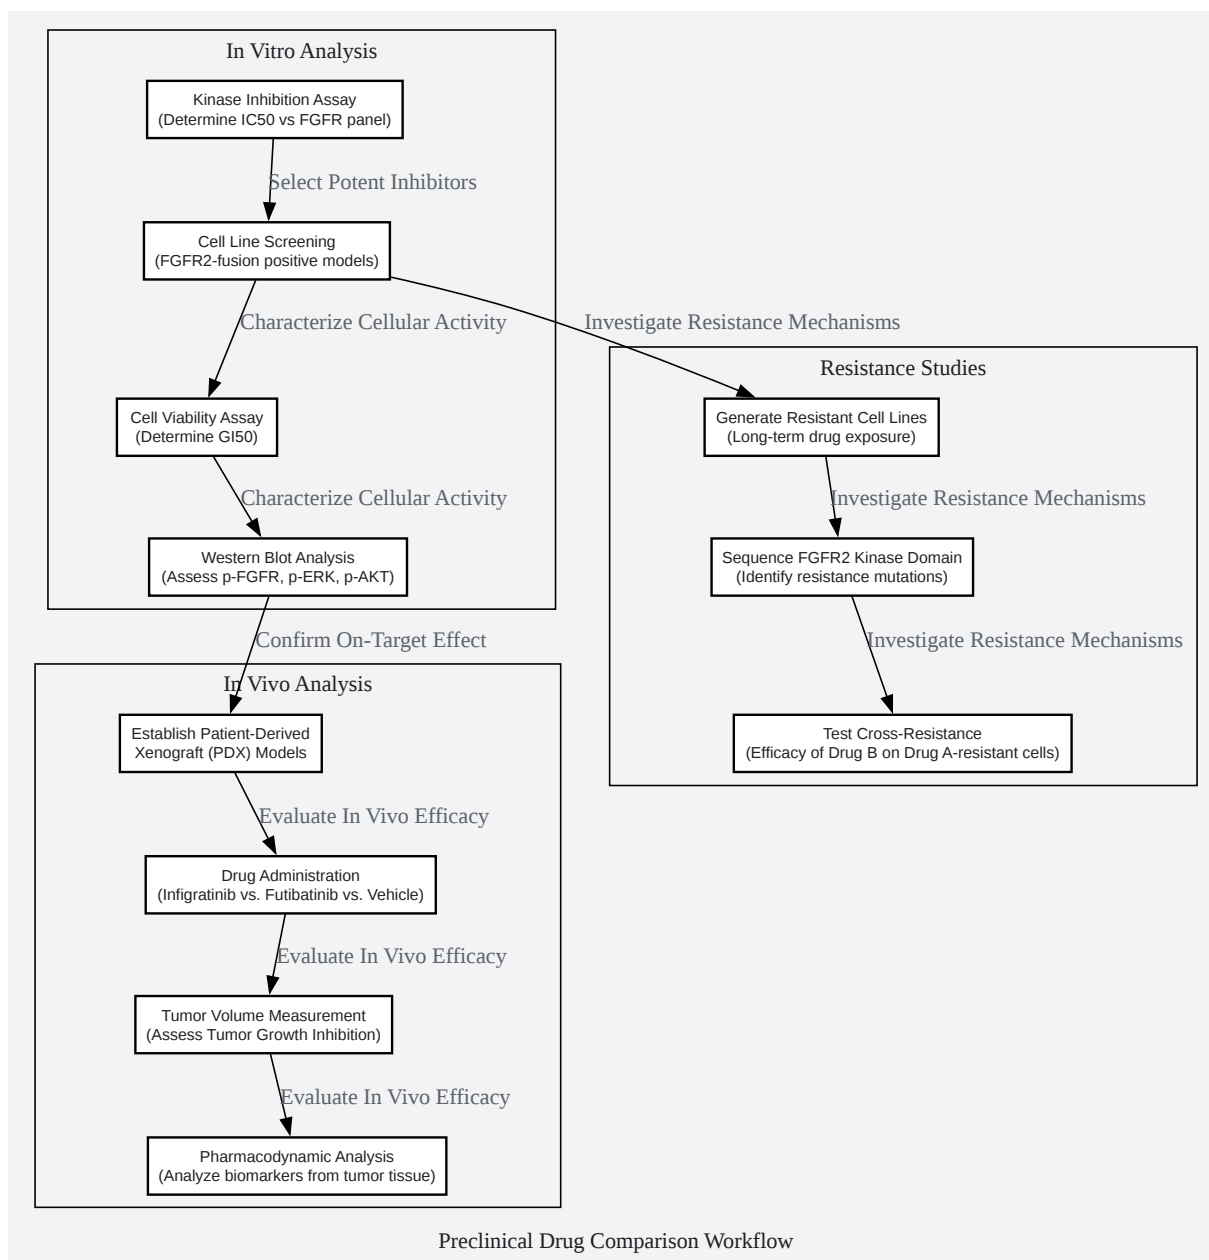 In Vitro Analysis
Kinase Inhibition Assay
(Determine IC50 vs FGFR panel)
Select Potent Inhibitors
Cell Line Screening
(FGFR2-fusion positive models)
Characterize Cellular Activity
Investigate Resistance Mechanisms
Cell Viability Assay
(Determine GI50)
Characterize Cellular Activity
Western Blot Analysis
(Assess p-FGFR, p-ERK, p-AKT)
Confirm On-Target Effect
Resistance Studies
Generate Resistant Cell Lines
(Long-term drug exposure)
Investigate Resistance Mechanisms
Sequence FGFR2 Kinase Domain
(Identify resistance mutations)
Investigate Resistance Mechanisms
Test Cross-Resistance
(Efficacy of Drug B on Drug A-resistant cells)
In Vivo Analysis
Establish Patient-Derived
Xenograft (PDX) Models
Evaluate In Vivo Efficacy
Drug Administration
(Infigratinib vs. Futibatinib vs. Vehicle)
Evaluate In Vivo Efficacy
Tumor Volume Measurement
(Assess Tumor Growth Inhibition)
Evaluate In Vivo Efficacy
Pharmacodynamic Analysis
(Analyze biomarkers from tumor tissue)
Preclinical Drug Comparison Workflow